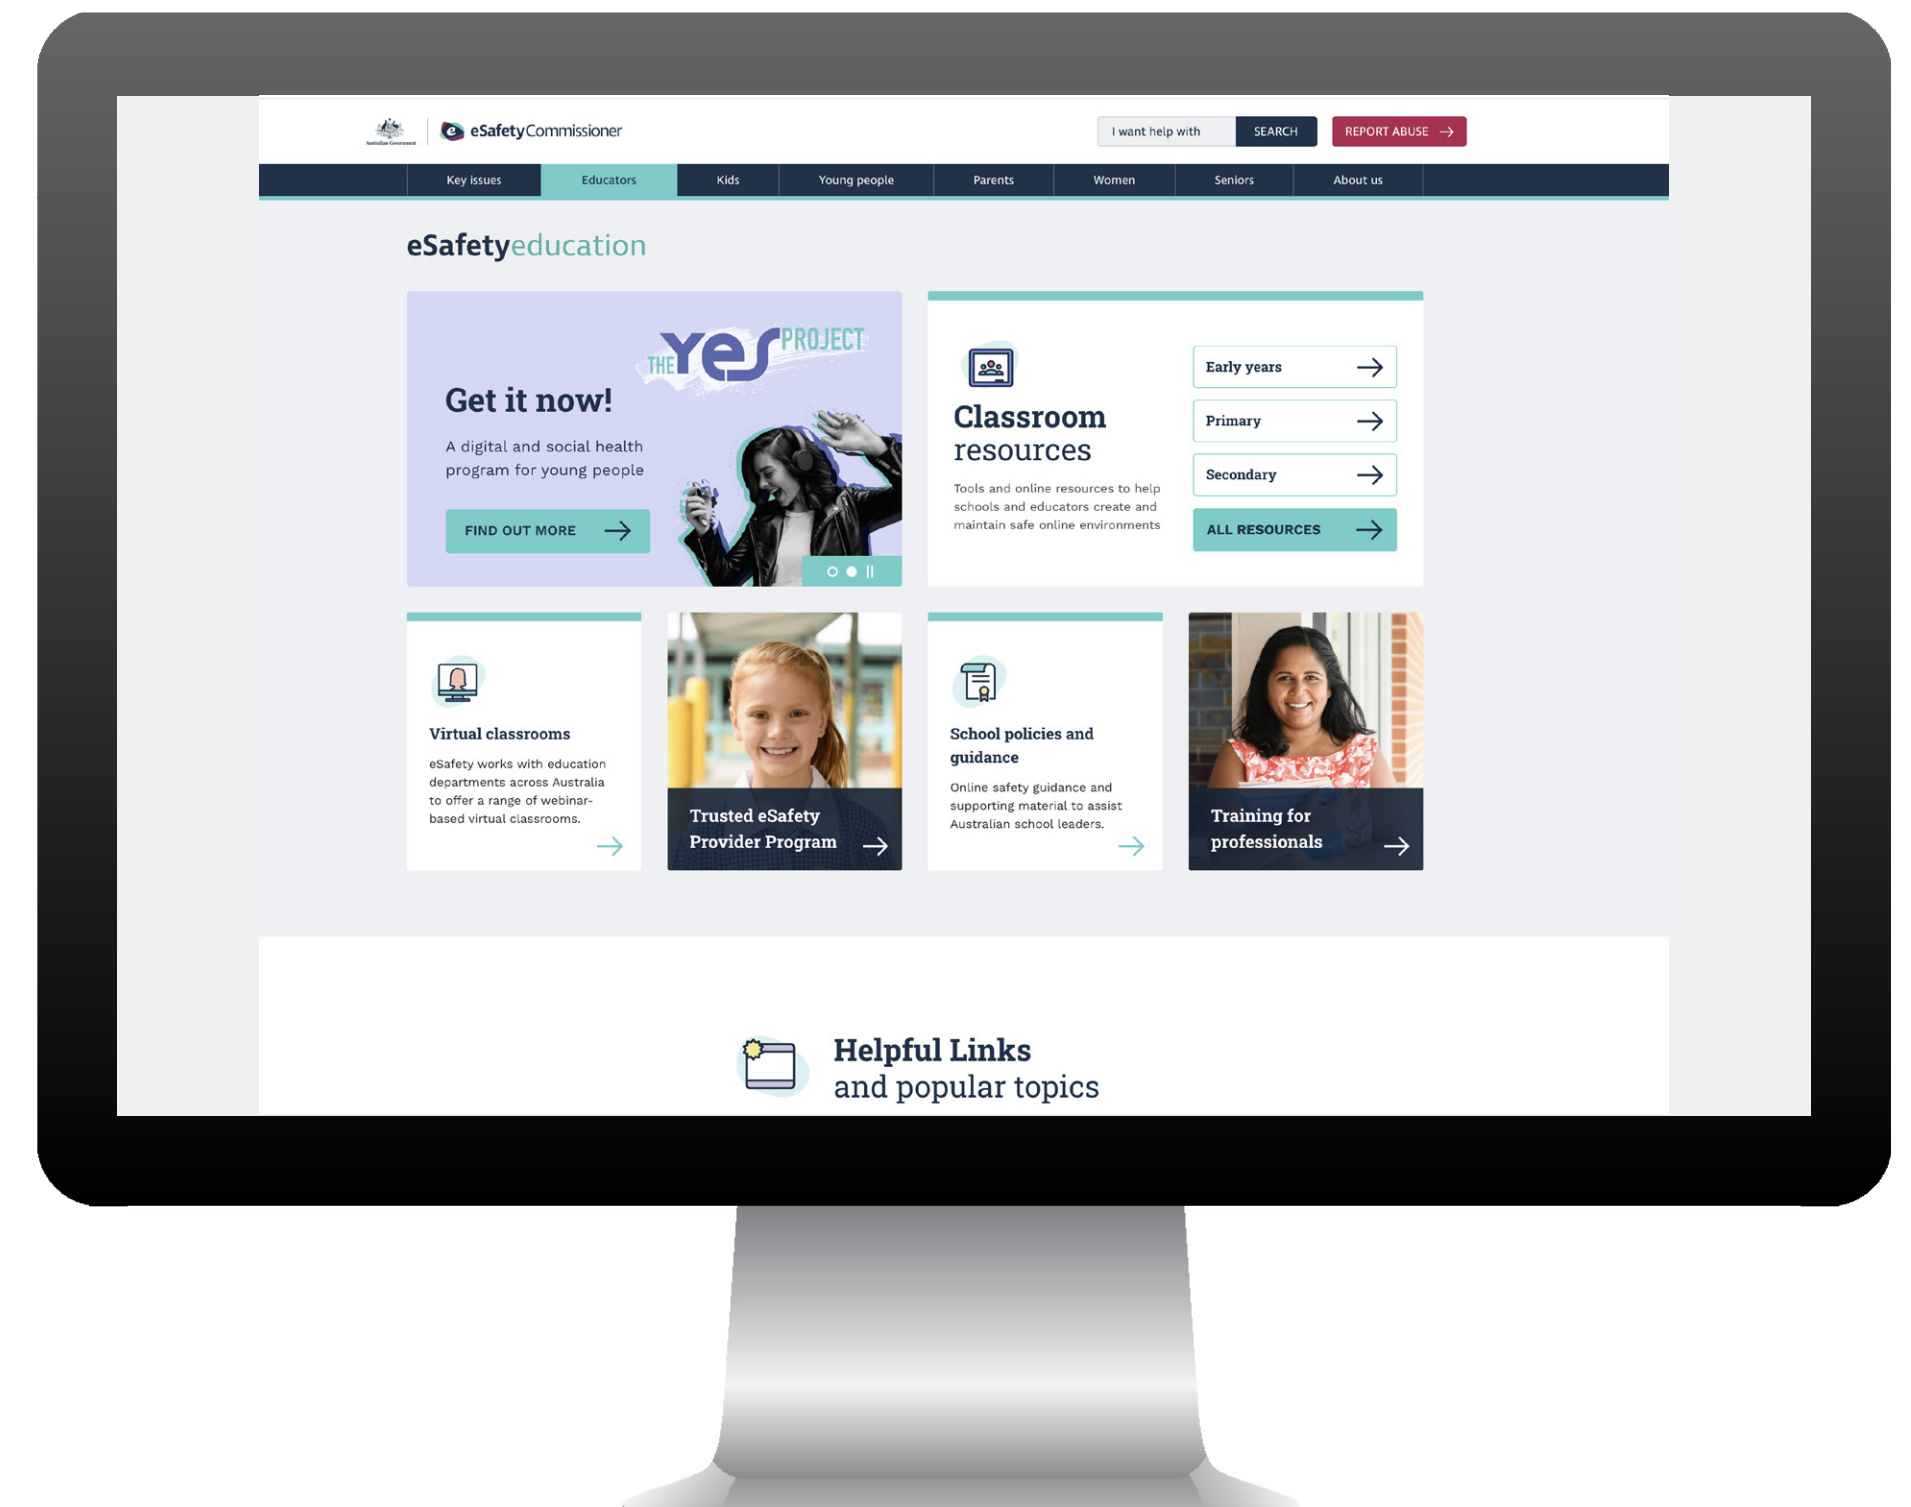 Australian Government
eSafetyCommissioner
I want help with
SEARCH
REPORT ABUSE
Key issues
Educators
Kids
Young people
Parents
Women
Seniors
About us
eSafetyeducation
THE YES PROJECT
Get it now!
A digital and social health
program for young people
FIND OUT MORE
Classroom
resources
Tools and online resources to help
schools and educators create and
maintain safe online environments
Early years
Primary
Secondary
ALL RESOURCES
Virtual classrooms
eSafety works with education
departments across Australia
to offer a range of webinar-
based virtual classrooms.
Trusted eSafety
Provider Program
School policies and
guidance
Online safety guidance and
supporting material to assist
Australian school leaders.
Training for
professionals
Helpful Links
and popular topics